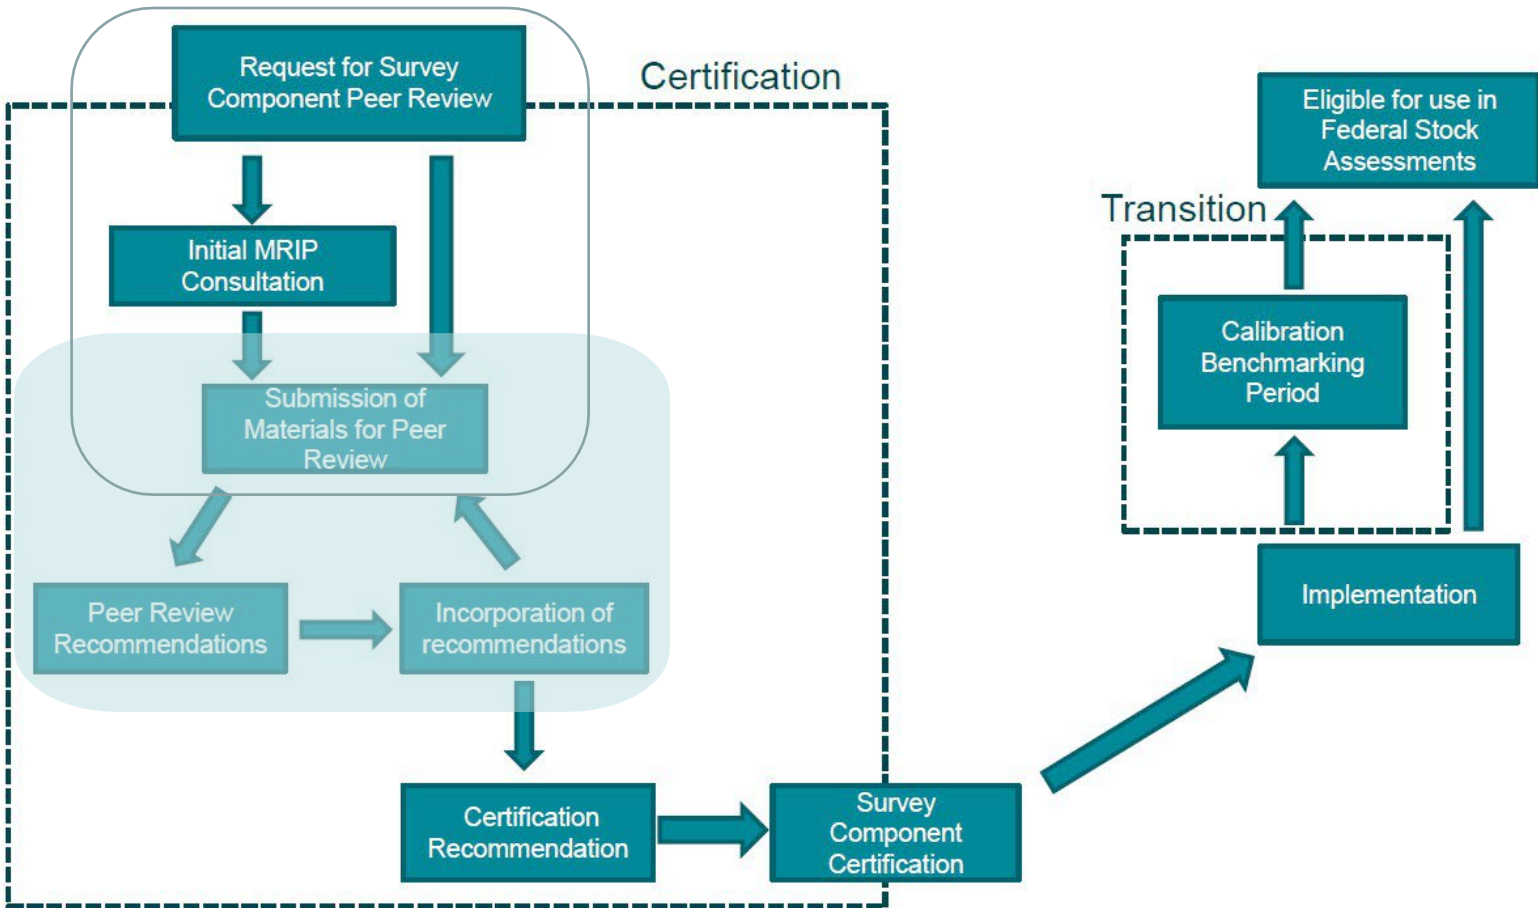 Request for Survey
Component Peer Review
Certification
Initial MRIP
Consultation
Submission of
Materials for Peer
Review
Peer Review
Recommendations
Incorporation of
recommendations
Certification
Recommendation
Survey
Component
Certification
Implementation
Transition
Calibration
Benchmarking
Period
Eligible for use in
Federal Stock
Assessments